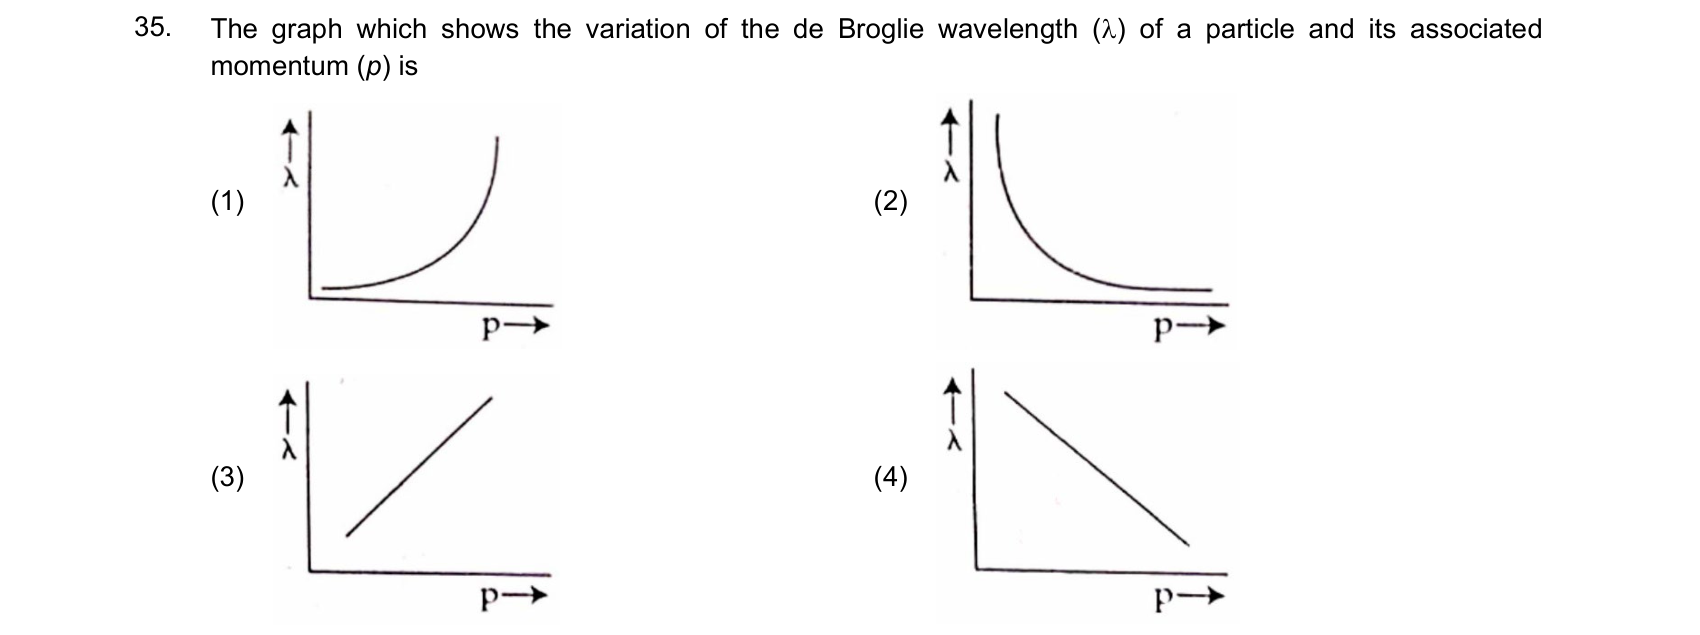 35. The graph which shows the variation of the de Broglie wavelength (λ) of a particle and its associated
momentum (p) is
(1)
λ
p
(2)
λ
p
(3)
λ
p
(4)
λ
p